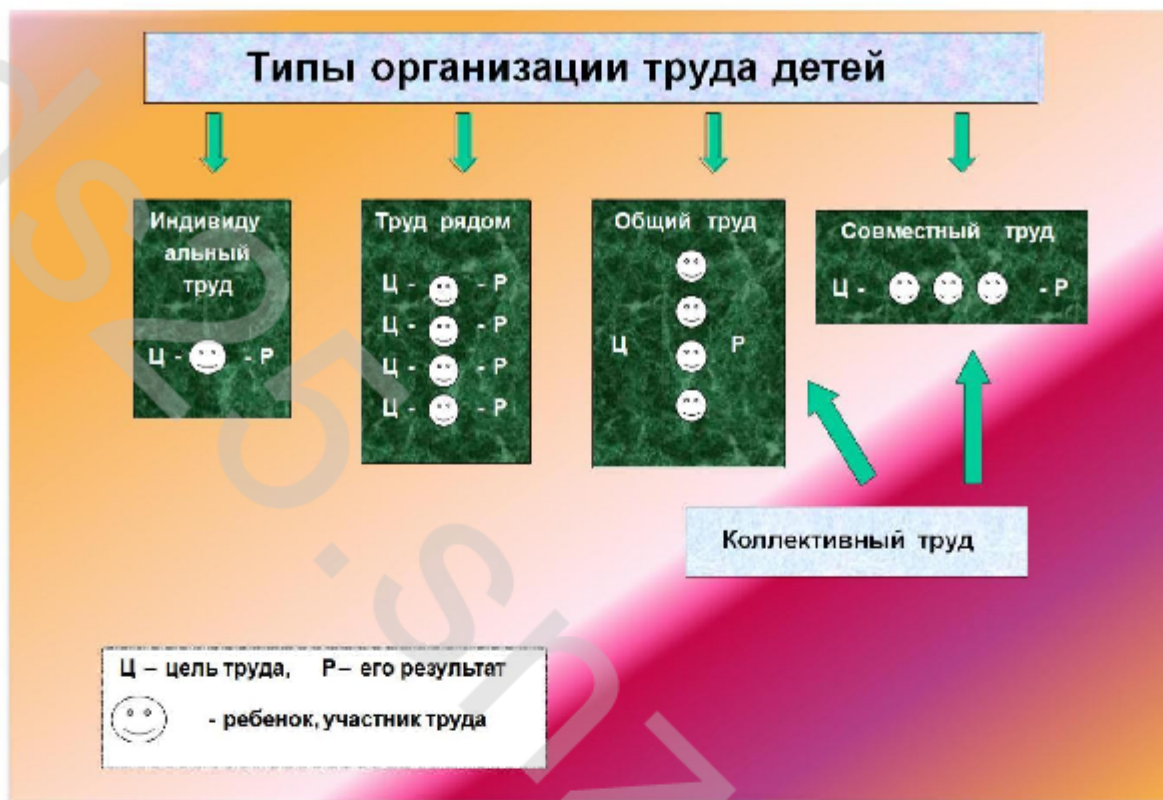 Типы организации труда детей
Индивиду
альный
труд
Ц - - Р
Труд рядом
Ц - - Р
Ц - - Р
Ц - - Р
Ц - - Р
Общий труд
Ц Р
Совместный труд
Ц - - Р
Коллективный труд
Ц – цель труда, Р– его результат
- ребенок, участник труда